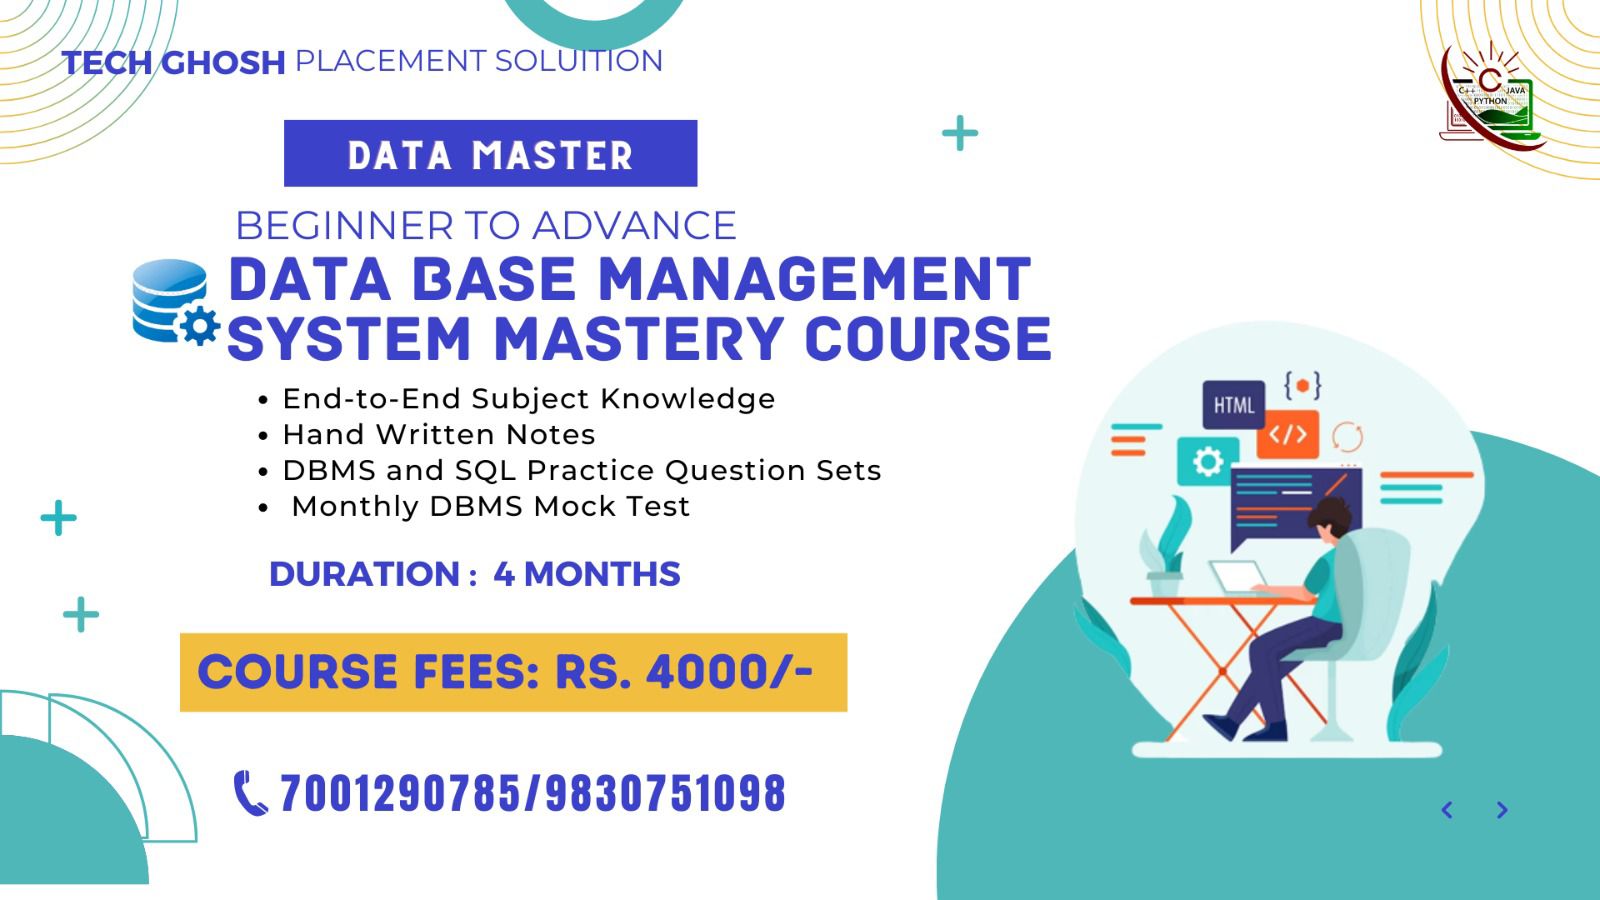 TECH GHOSH PLACEMENT SOLUITION
C
C++ JAVA
PYTHON
DATA MASTER
BEGINNER TO ADVANCE
DATA BASE MANAGEMENT
SYSTEM MASTERY COURSE
• End-to-End Subject Knowledge
• Hand Written Notes
• DBMS and SQL Practice Question Sets
• Monthly DBMS Mock Test
DURATION : 4 MONTHS
COURSE FEES: RS. 4000/-
7001290785/9830751098
{ }
HTML
</>